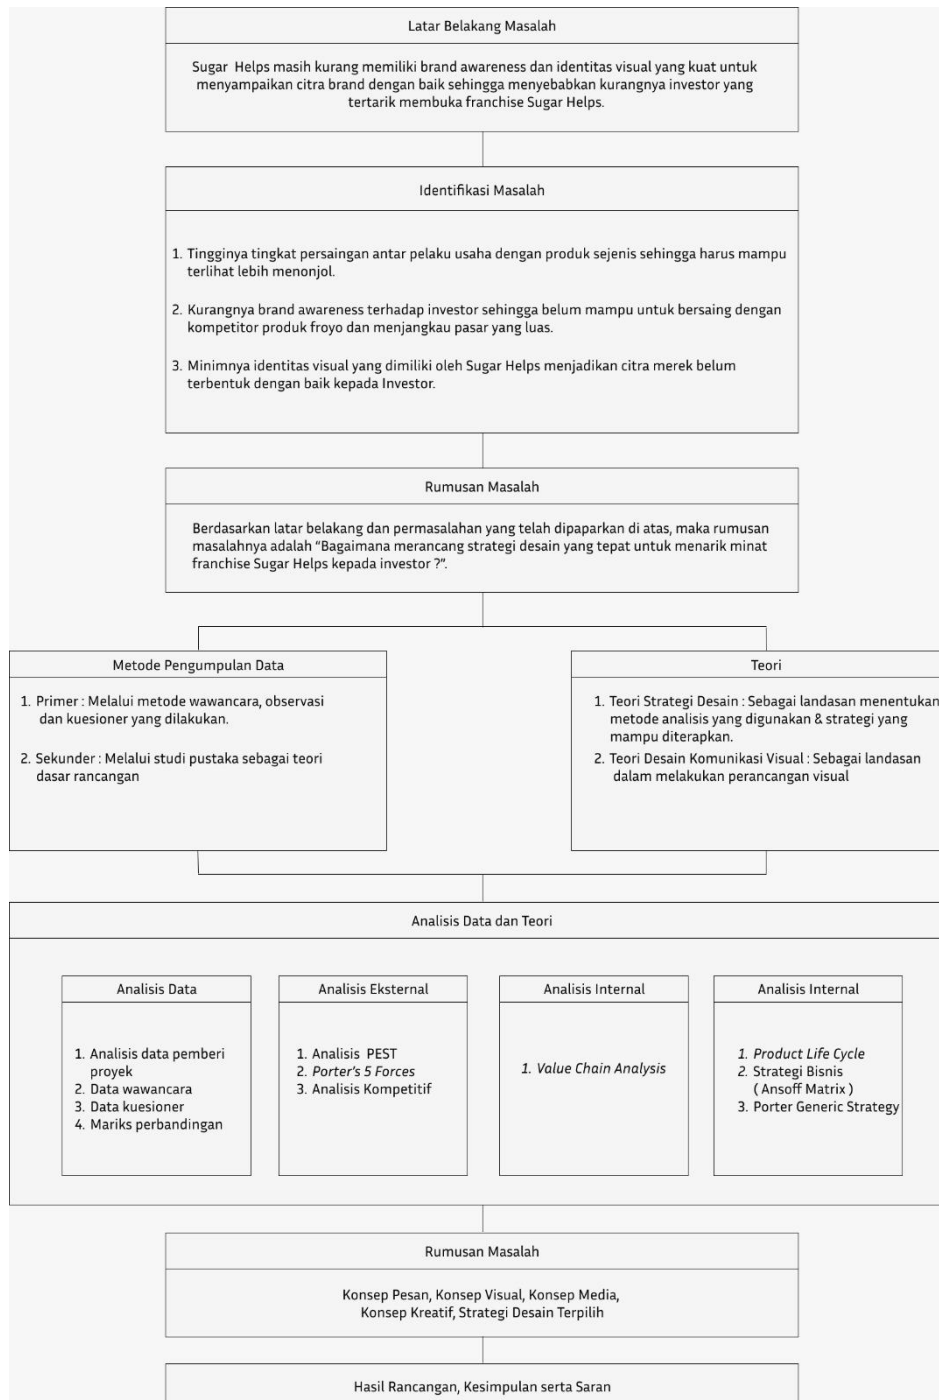 Latar Belakang Masalah
Sugar Helps masih kurang memiliki brand awareness dan identitas visual yang kuat untuk
menyampaikan citra brand dengan baik sehingga menyebabkan kurangnya investor yang
tertarik membuka franchise Sugar Helps.
Identifikasi Masalah
1. Tingginya tingkat persaingan antar pelaku usaha dengan produk sejenis sehingga harus mampu
terlihat lebih menonjol.
2. Kurangnya brand awareness terhadap investor sehingga belum mampu untuk bersaing dengan
kompetitor produk froyo dan menjangkau pasar yang luas.
3. Minimnya identitas visual yang dimiliki oleh Sugar Helps menjadikan citra merek belum
terbentuk dengan baik kepada Investor.
Rumusan Masalah
Berdasarkan latar belakang dan permasalahan yang telah dipaparkan di atas, maka rumusan
masalahnya adalah “Bagaimana merancang strategi desain yang tepat untuk menarik minat
franchise Sugar Helps kepada investor ?”.
Metode Pengumpulan Data
1. Primer : Melalui metode wawancara, observasi
dan kuesioner yang dilakukan.
2. Sekunder : Melalui studi pustaka sebagai teori
dasar rancangan
Teori
1. Teori Strategi Desain : Sebagai landasan menentukan
metode analisis yang digunakan & strategi yang
mampu diterapkan.
2. Teori Desain Komunikasi Visual : Sebagai landasan
dalam melakukan perancangan visual
Analisis Data dan Teori
Analisis Data
1. Analisis data pemberi
proyek
2. Data wawancara
3. Data kuesioner
4. Mariks perbandingan
Analisis Eksternal
1. Analisis PEST
2. Porter's 5 Forces
3. Analisis Kompetitif
Analisis Internal
1. Value Chain Analysis
Analisis Internal
1. Product Life Cycle
2. Strategi Bisnis
( Ansoff Matrix )
3. Porter Generic Strategy
Rumusan Masalah
Konsep Pesan, Konsep Visual, Konsep Media,
Konsep Kreatif, Strategi Desain Terpilih
Hasil Rancangan, Kesimpulan serta Saran